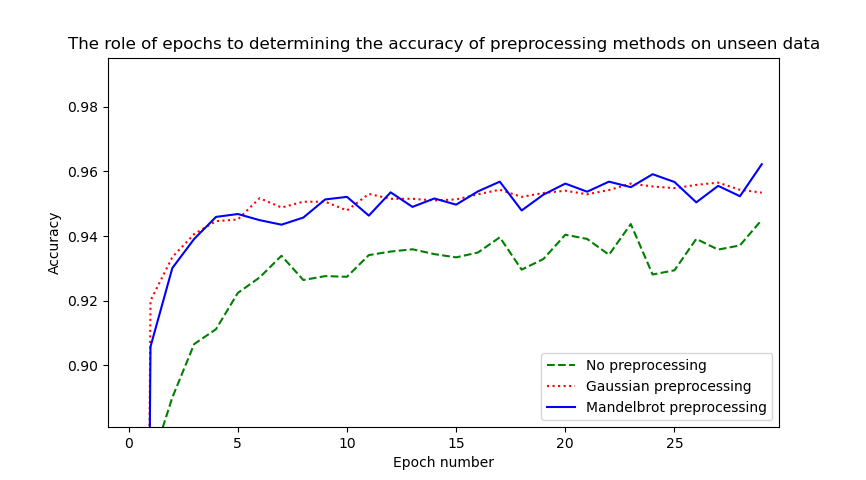 The role of epochs to determining the accuracy of preprocessing methods on unseen data
Accuracy
0.98
0.96
0.94
0.92
0.90
0
5
10
15
20
25
Epoch number
No preprocessing
Gaussian preprocessing
Mandelbrot preprocessing